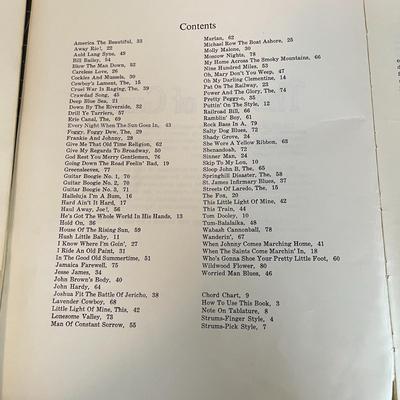 Contents
America The Beautiful, 33
Away Rio!, 22
Auld Lang Syne, 49
Bill Bailey, 54
Blow The Man Down, 52
Careless Love, 26
Cockles And Mussels, 30
Cowboy's Lament, The, 15
Cruel War Is Raging, The, 39
Crawdad Song, 45
Deep Blue Sea, 21
Down By The Riverside, 32
Drill Ye Tarriers, 57
Erie Canal, The, 69
Every Night When The Sun Goes In, 43
Foggy, Foggy Dew, The, 29
Frankie And Johnny, 28
Give Me That Old Time Religion, 62
Give My Regards To Broadway, 50
God Rest You Merry Gentlemen, 76
Going Down The Road Feelin' Bad, 19
Greensleeves, 77
Guitar Boogie No. 1, 70
Guitar Boogie No. 2, 70
Guitar Boogie No. 3, 71
Halleluja I'm A Bum, 16
Hard Ain't It Hard, 17
Haul Away, Joe!, 56
He's Got The Whole World In His Hands, 13
Hold On, 36
House Of The Rising Sun, 59
Hush Little Baby, 11
I Know Where I'm Goin', 27
I Ride An Old Paint, 31
In The Good Old Summertime, 51
Jamaica Farewell, 75
Jesse James, 34
John Brown's Body, 40
John Hardy, 64
Joshua Fit The Battle Of Jericho, 38
Lavender Cowboy, 68
Little Light Of Mine, This, 42
Lonesome Valley, 73
Man Of Constant Sorrow, 55
Marian, 62
Michael Row The Boat Ashore, 25
Molly Malone, 30
Moscow Nights, 78
My Home Across The Smoky Mountains, 66
Nine Hundred Miles, 53
Oh, Mary Don't You Weep, 47
Oh My Darling Clementine, 14
Pat On The Railway, 23
Power And The Glory, The, 74
Pretty Peggy-o, 35
Puttin' On The Style, 12
Railroad Bill, 66
Ramblin' Boy, 61
Rock Bass In A, 79
Salty Dog Blues, 72
Shady Grove, 24
She Wore A Yellow Ribbon, 63
Shenandoah, 72
Sinner Man, 24
Skip To My Lou, 10
Sloop John B, The, 65
Springhill Disaster, The, 58
St. James Infirmary Blues, 37
Streets Of Laredo, The, 15
The Fox, 20
This Little Light Of Mine, 42
This Train, 44
Tom Dooley, 10
Tum-Balalaika, 48
Wabash Cannonball, 78
Wanderin', 67
When Johnny Comes Marching Home, 41
When The Saints Come Marchin' In, 18
Who's Gonna Shoe Your Pretty Little Foot, 60
Wildwood Flower, 80
Worried Man Blues, 46
Chord Chart, 9
How To Use This Book, 3
Note On Tablature, 8
Strums-Finger Style, 4
Strums-Pick Style, 7